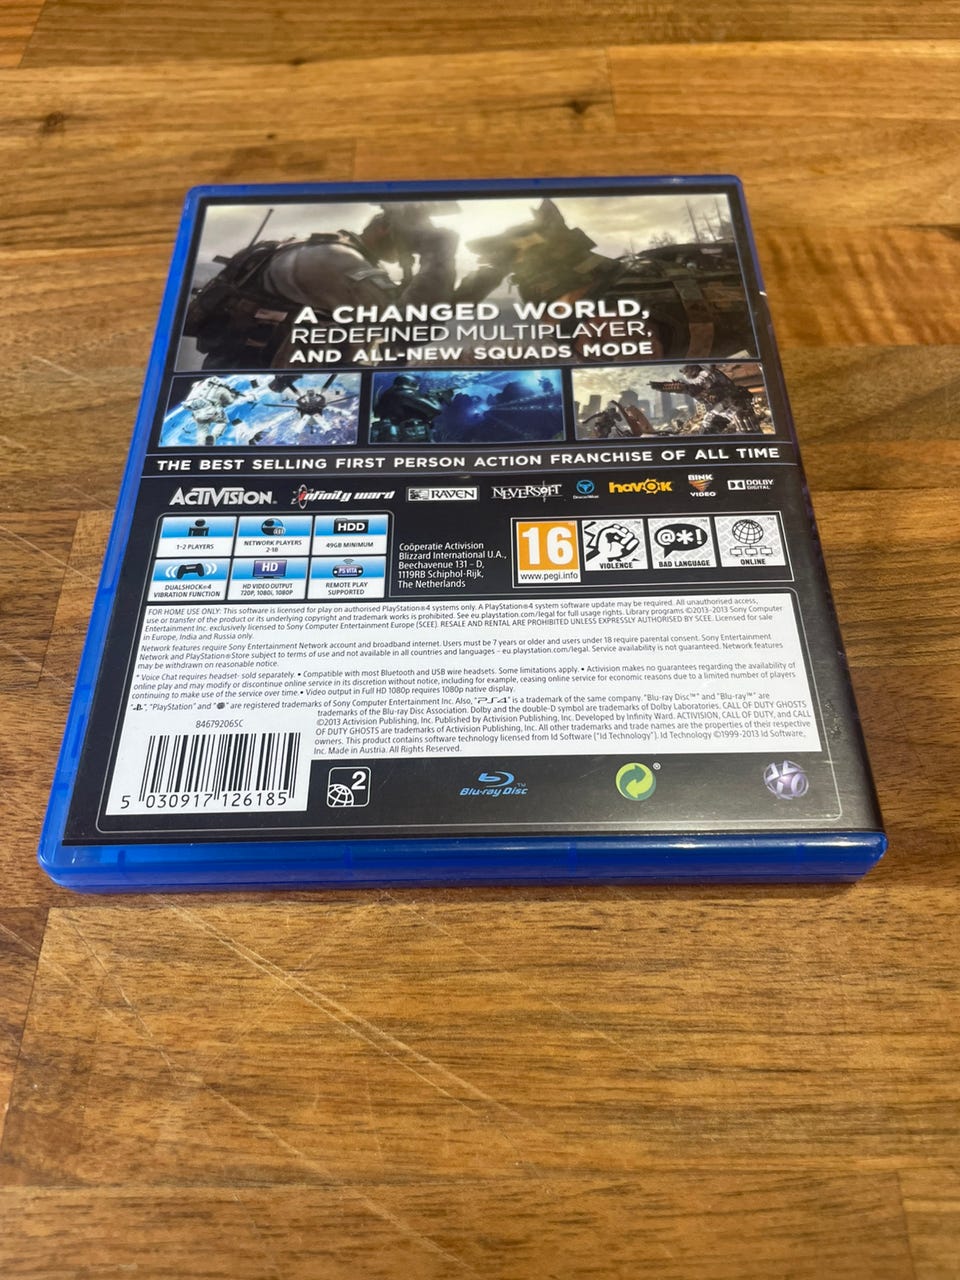 A CHANGED WORLD,
REDEFINED MULTIPLAYER,
AND ALL-NEW SQUADS MODE
THE BEST SELLING FIRST PERSON ACTION FRANCHISE OF ALL TIME
ACTIVISION.
infinity ward
RAVEN
NEVERSOFT
havok
BINK
VIDEO
DOLBY
DIGITAL
1-2 PLAYERS
NETWORK PLAYERS
2-18
HDD
49GB MINIMUM
DUALSHOCK®4
VIBRATION FUNCTION
HD
HD VIDEO OUTPUT
720P, 1080I, 1080P
PS VITA
REMOTE PLAY
SUPPORTED
Coöperatie Activision
Blizzard International U.A.,
Beechavenue 131 - D,
1119RB Schiphol-Rijk,
The Netherlands
16
www.pegi.info
VIOLENCE
@*!
BAD LANGUAGE
ONLINE
FOR HOME USE ONLY: This software is licensed for play on authorised PlayStation®4 systems only. A PlayStation®4 system software update may be required. All unauthorised access,
use or transfer of the product or its underlying copyright and trademark works is prohibited. See eu.playstation.com/legal for full usage rights. Library programs ©2013-2013 Sony Computer
Entertainment Inc. exclusively licensed to Sony Computer Entertainment Europe (SCEE). RESALE AND RENTAL ARE PROHIBITED UNLESS EXPRESSLY AUTHORISED BY SCEE. Licensed for sale
in Europe, India and Russia only.
Network features require Sony Entertainment Network account and broadband internet. Users must be 7 years or older and users under 18 require parental consent. Sony Entertainment
Network and PlayStation®Store subject to terms of use and not available in all countries and languages - eu.playstation.com/legal. Service availability is not guaranteed. Network features
may be withdrawn on reasonable notice.
* Voice Chat requires headset- sold separately. • Compatible with most Bluetooth and USB wire headsets. Some limitations apply. • Activision makes no guarantees regarding the availability of
online play and may modify or discontinue online service in its discretion without notice, including for example, ceasing online service for economic reasons due to a limited number of players
continuing to make use of the service over time. • Video output in Full HD 1080p requires 1080p native display.
"PlayStation" and are registered trademarks of Sony Computer Entertainment Inc. Also, "PS4" is a trademark of the same company. "Blu-ray Disc™" and "Blu-ray™" are
trademarks of the Blu-ray Disc Association. Dolby and the double-D symbol are trademarks of Dolby Laboratories. CALL OF DUTY GHOSTS
©2013 Activision Publishing, Inc. Published by Activision Publishing, Inc. Developed by Infinity Ward. ACTIVISION, CALL OF DUTY, and CALL
OF DUTY GHOSTS are trademarks of Activision Publishing, Inc. All other trademarks and trade names are the properties of their respective
owners. This product contains software technology licensed from Id Software ("Id Technology"). Id Technology ©1999-2013 Id Software,
Inc. Made in Austria. All Rights Reserved.
84679206SC
5 030917 126185
2
Blu-ray Disc™